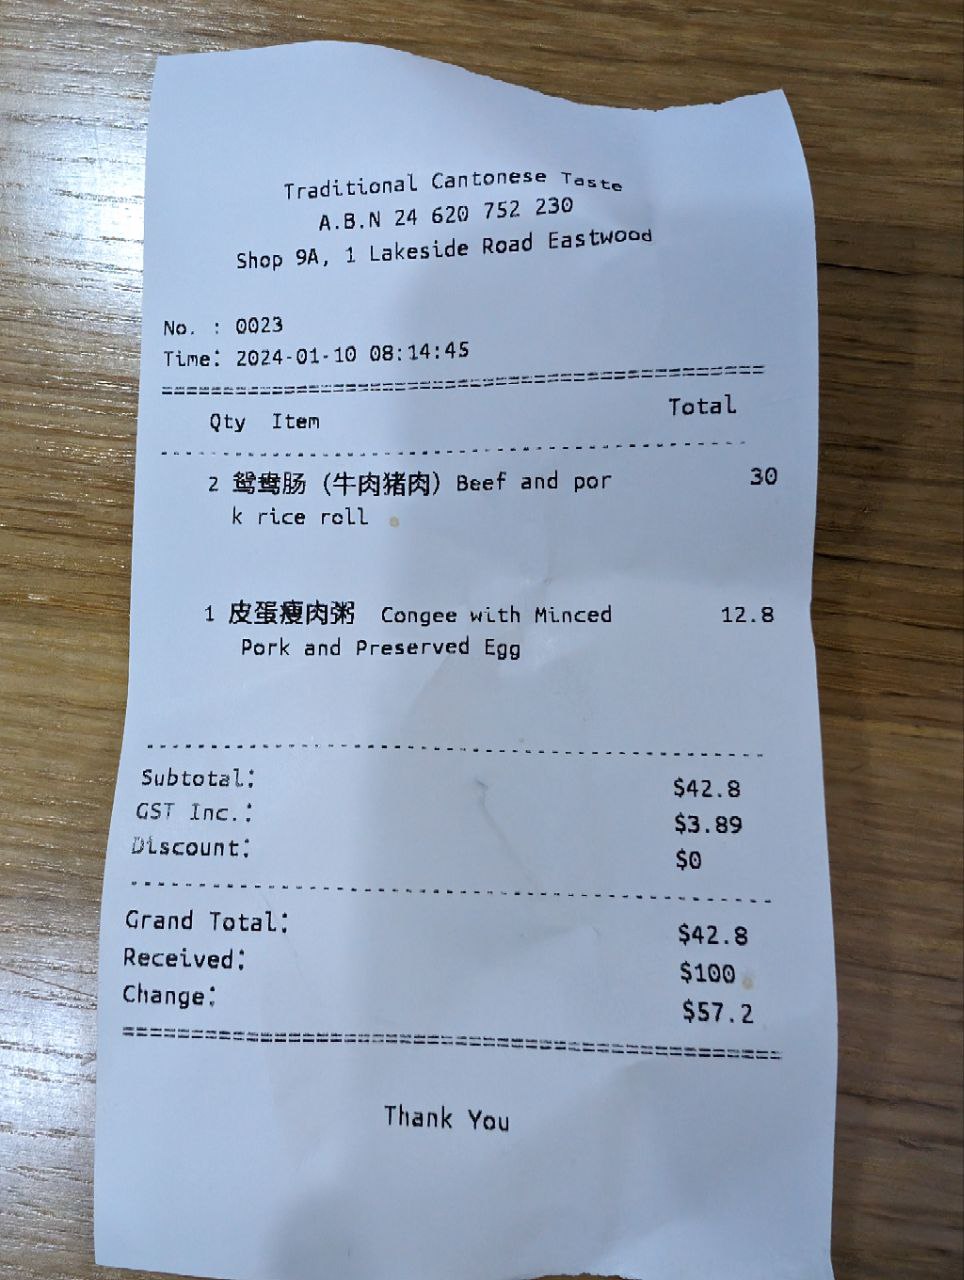 Traditional Cantonese Taste
A.B.N 24 620 752 230
Shop 9A, 1 Lakeside Road Eastwood
No. : 0023
Time: 2024-01-10 08:14:45
Qty Item Total
2 鸳鸯肠 (牛肉猪肉) Beef and por 30
k rice roll
1 皮蛋瘦肉粥 Congee with Minced 12.8
Pork and Preserved Egg
Subtotal: $42.8
GST Inc.: $3.89
Discount: $0
Grand Total: $42.8
Received: $100
Change: $57.2
Thank You